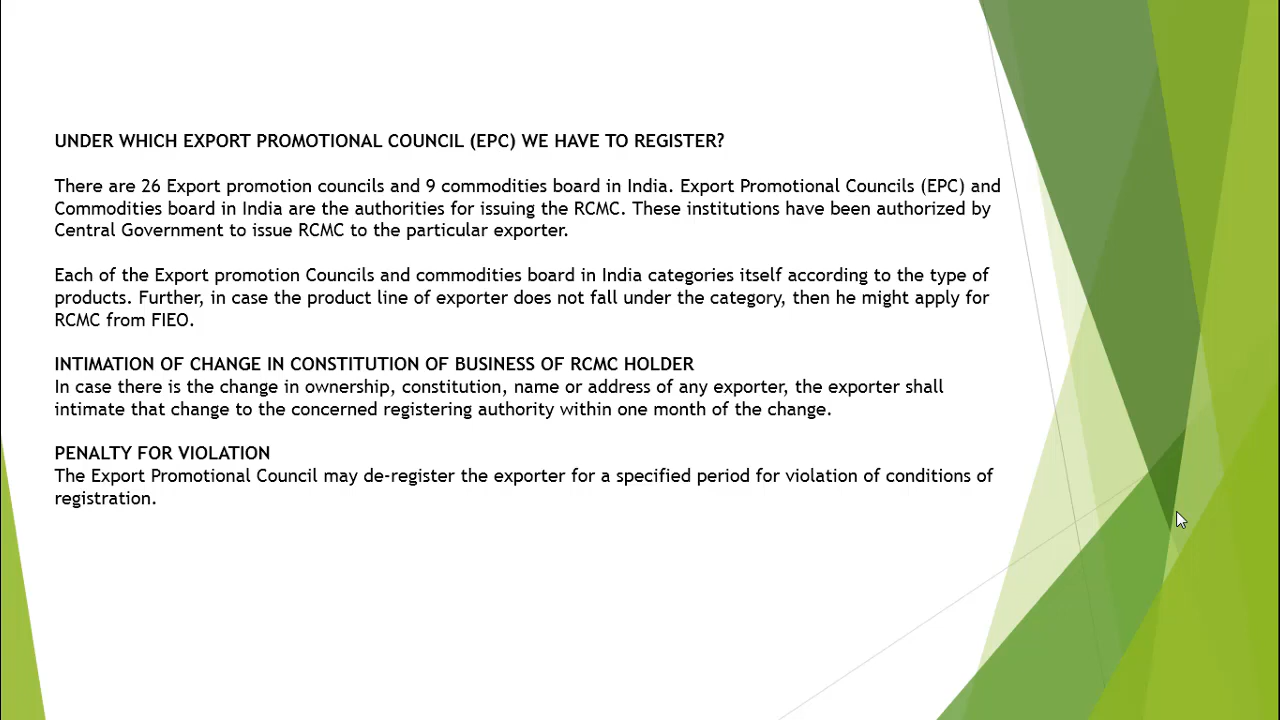 UNDER WHICH EXPORT PROMOTIONAL COUNCIL (EPC) WE HAVE TO REGISTER?
There are 26 Export promotion councils and 9 commodities board in India. Export Promotional Councils (EPC) and
Commodities board in India are the authorities for issuing the RCMC. These institutions have been authorized by
Central Government to issue RCMC to the particular exporter.
Each of the Export promotion Councils and commodities board in India categories itself according to the type of
products. Further, in case the product line of exporter does not fall under the category, then he might apply for
RCMC from FIEO.
INTIMATION OF CHANGE IN CONSTITUTION OF BUSINESS OF RCMC HOLDER
In case there is the change in ownership, constitution, name or address of any exporter, the exporter shall
intimate that change to the concerned registering authority within one month of the change.
PENALTY FOR VIOLATION
The Export Promotional Council may de-register the exporter for a specified period for violation of conditions of
registration.